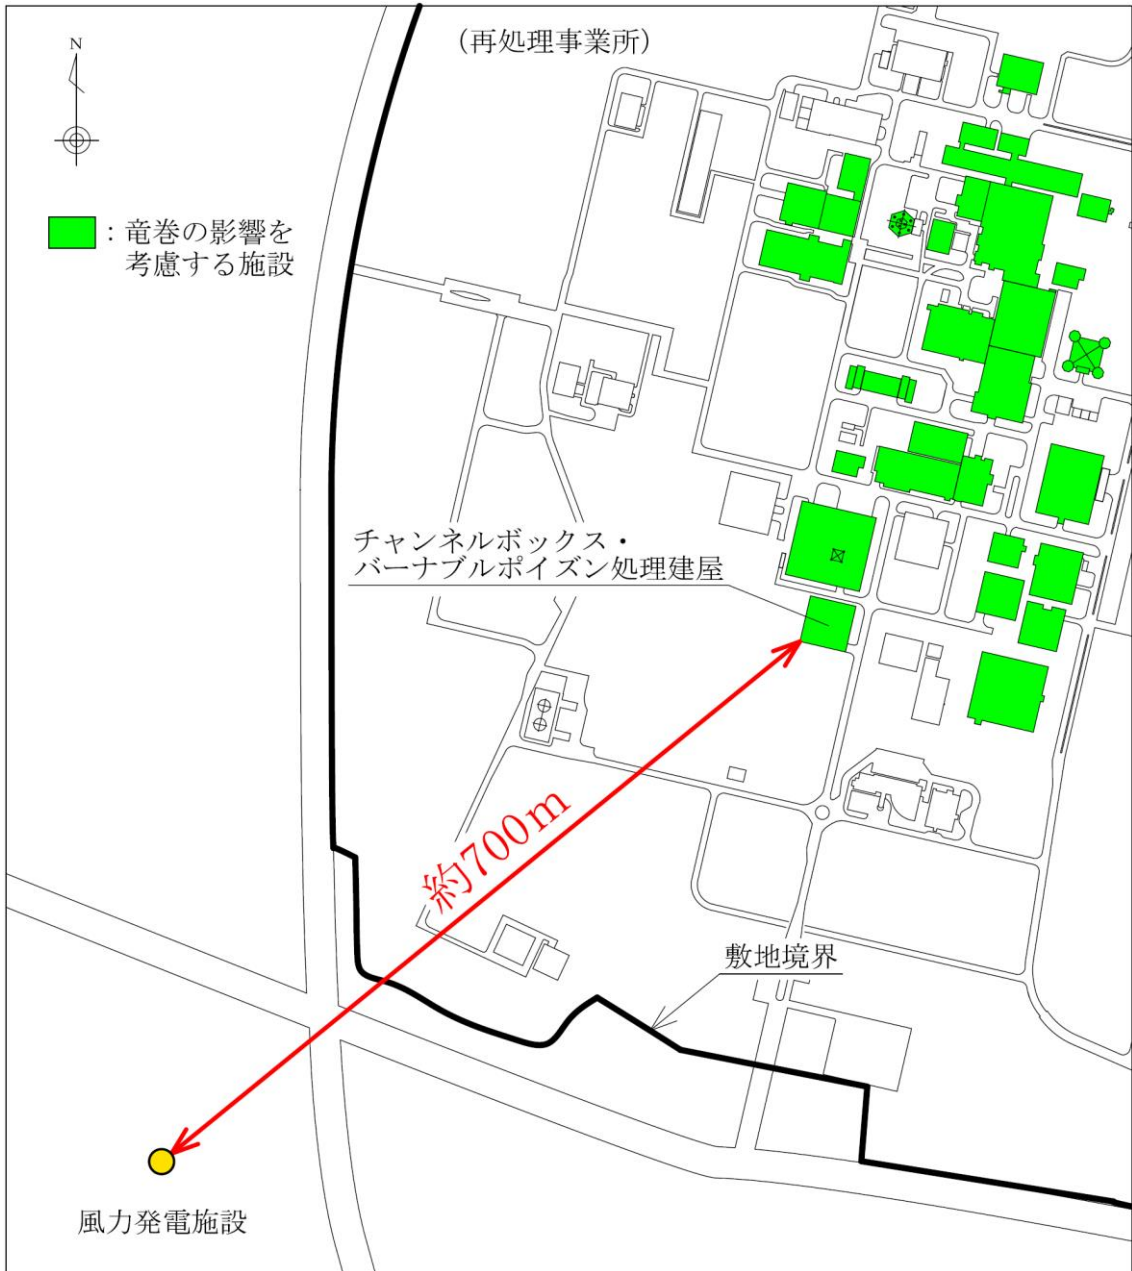 (再処理事業所)
N
:竜巻の影響を
考慮する施設
チャンネルボックス・
バーナブルポイズン処理建屋
約700m
敷地境界
風力発電施設